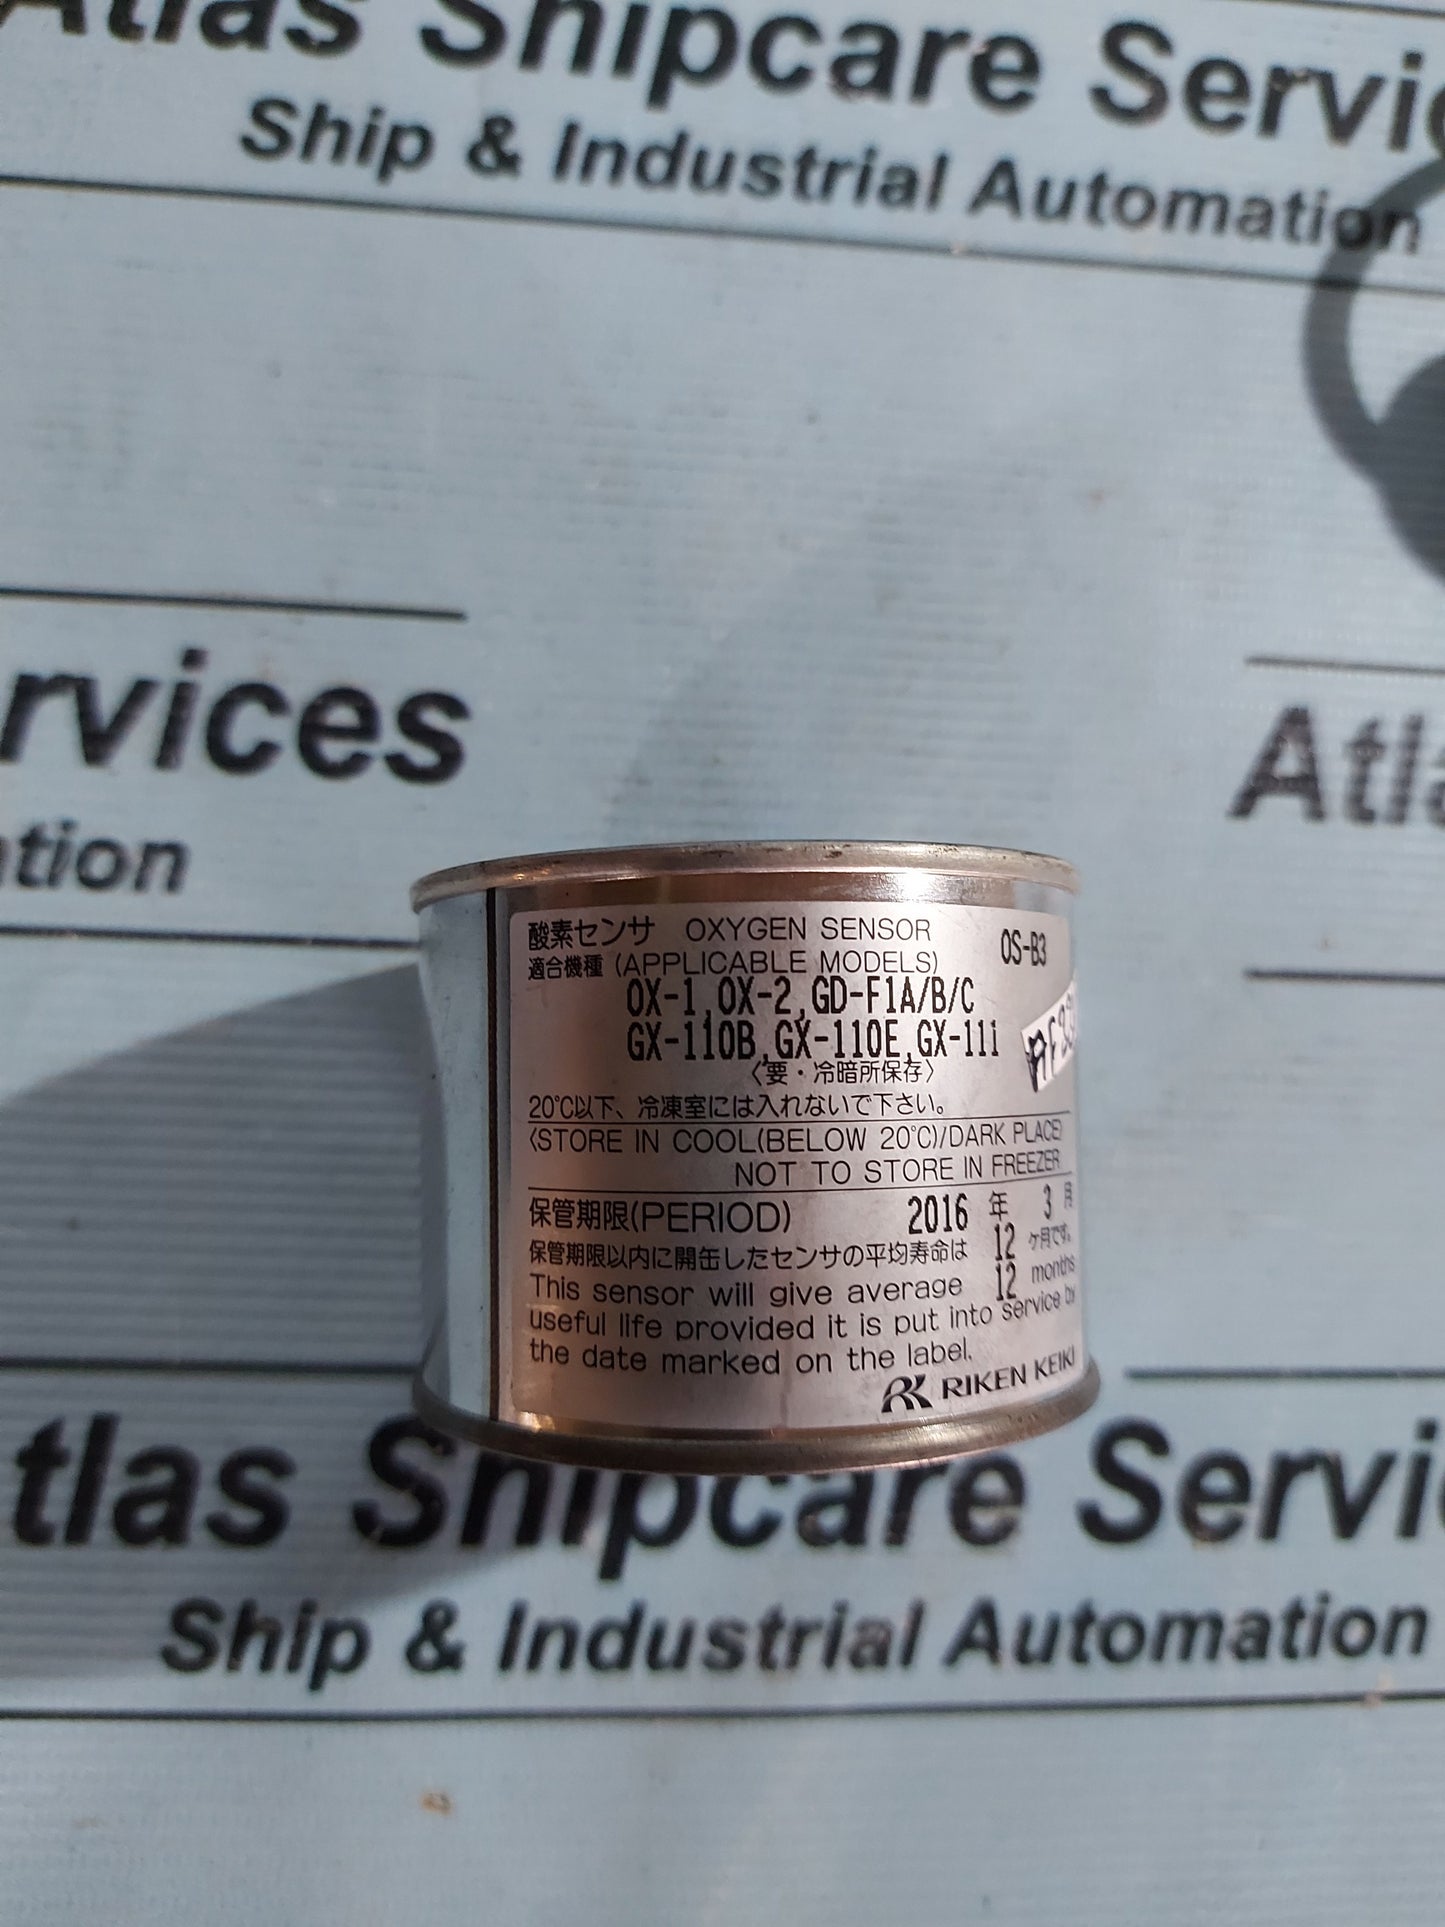 Atlas Shipcare Servic
Ship & Industrial Automation
rvices
ation
Atla
酸素センサ OXYGEN SENSOR OS-B3
適合機種 (APPLICABLE MODELS)
OX-1,OX-2,GD-F1A/B/C
GX-110B,GX-110E,GX-111
〈要・冷暗所保存〉
20℃以下、冷凍室には入れないで下さい。
〈STORE IN COOL(BELOW 20℃)/DARK PLACE〉
NOT TO STORE IN FREEZER
保管期限(PERIOD) 2016 年 3 月
保管期限以内に開缶したセンサの平均寿命は 12 ケ月です。
This sensor will give average 12 months
useful life provided it is put into service by
the date marked on the label.
RIKEN KEIKI
tlas Shipcare Servic
Ship & Industrial Automation